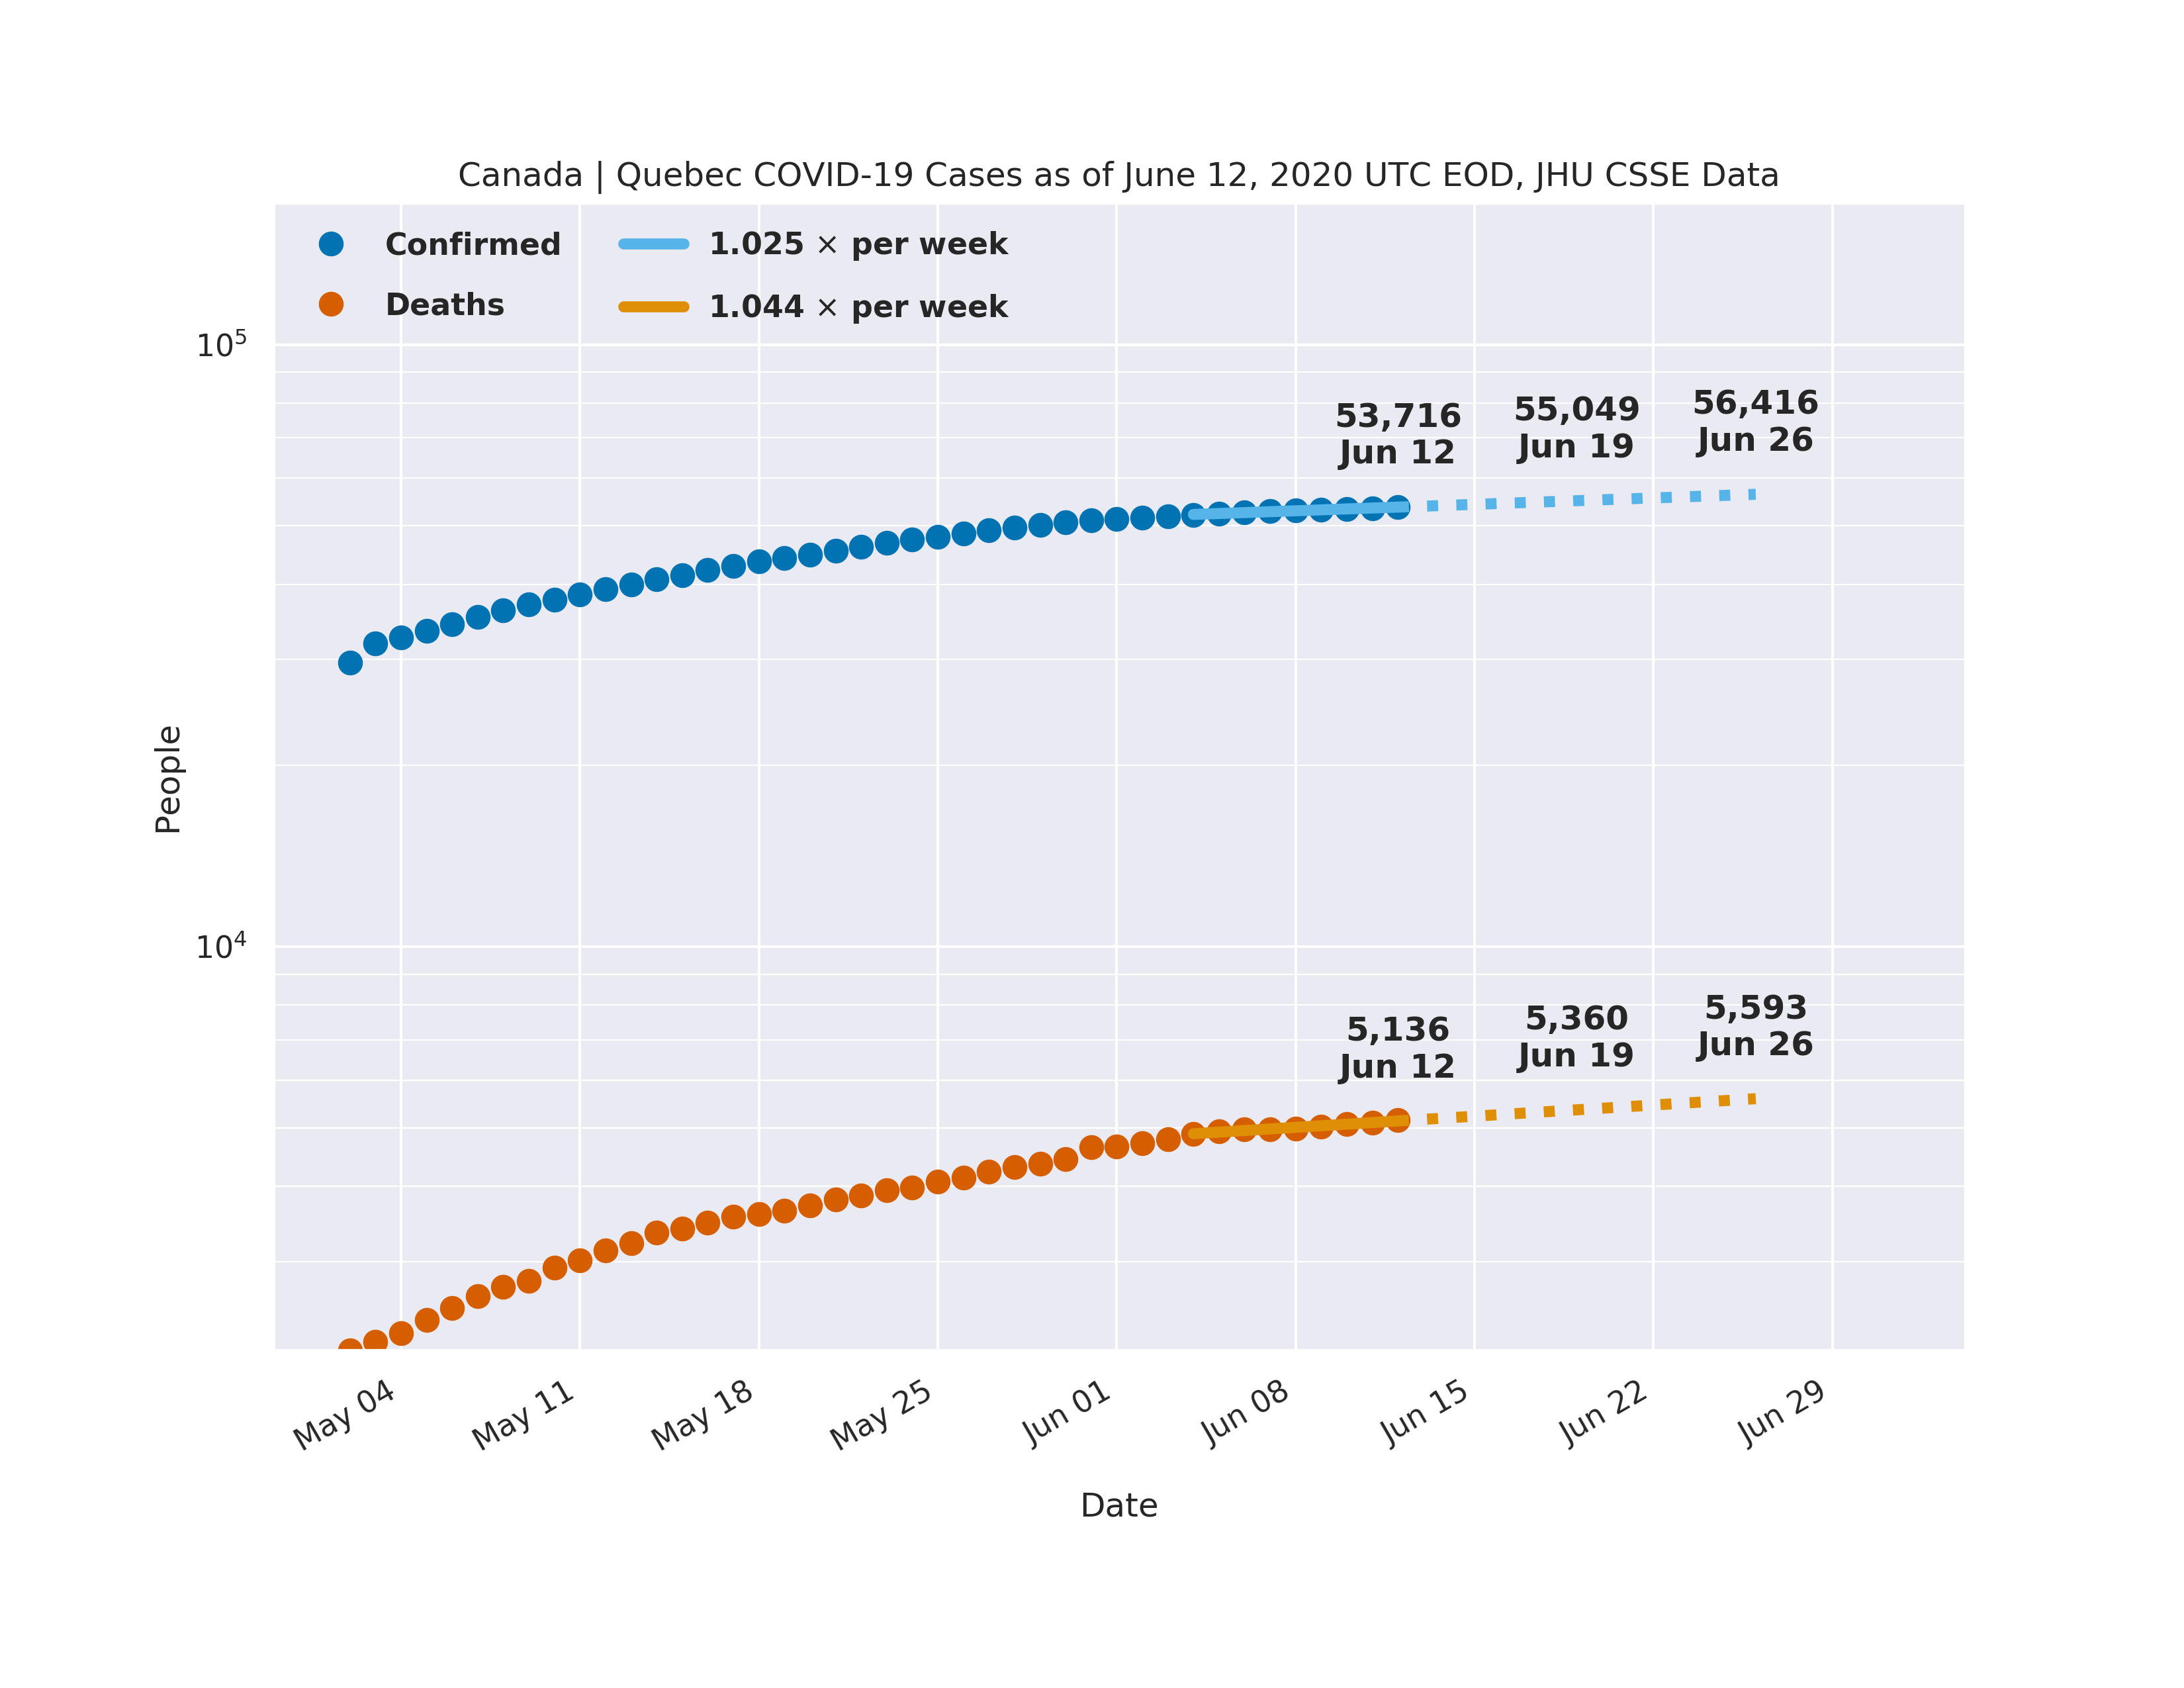 Canada | Quebec COVID-19 Cases as of June 12, 2020 UTC EOD, JHU CSSE Data
Confirmed
Deaths
1.025 × per week
1.044 × per week
10^5
10^4
People
53,716
Jun 12
55,049
Jun 19
56,416
Jun 26
5,136
Jun 12
5,360
Jun 19
5,593
Jun 26
May 04
May 11
May 18
May 25
Jun 01
Jun 08
Jun 15
Jun 22
Jun 29
Date